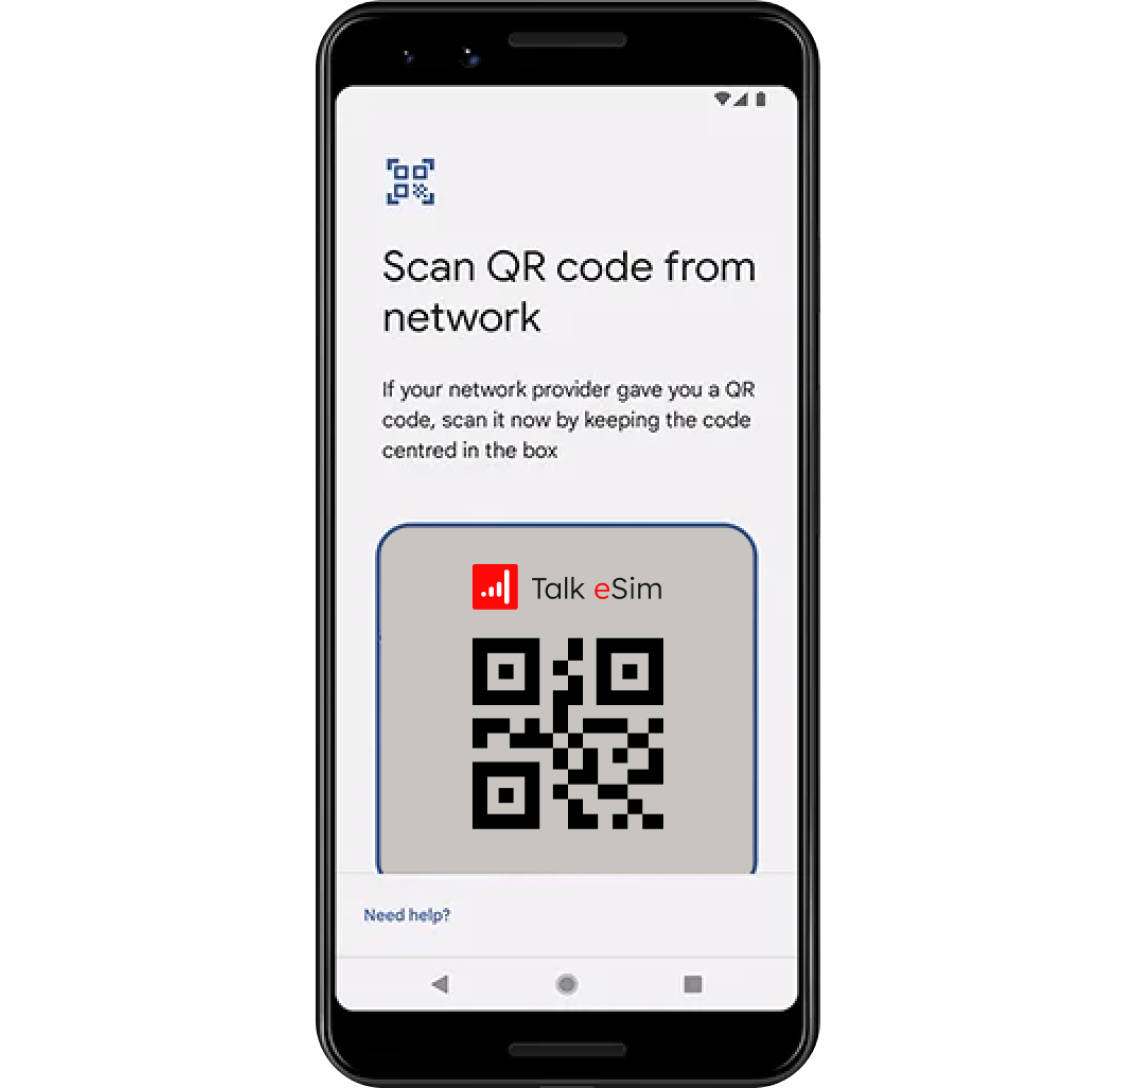 Scan QR code from
network
If your network provider gave you a QR
code, scan it now by keeping the code
centred in the box
Talk eSim
Need help?